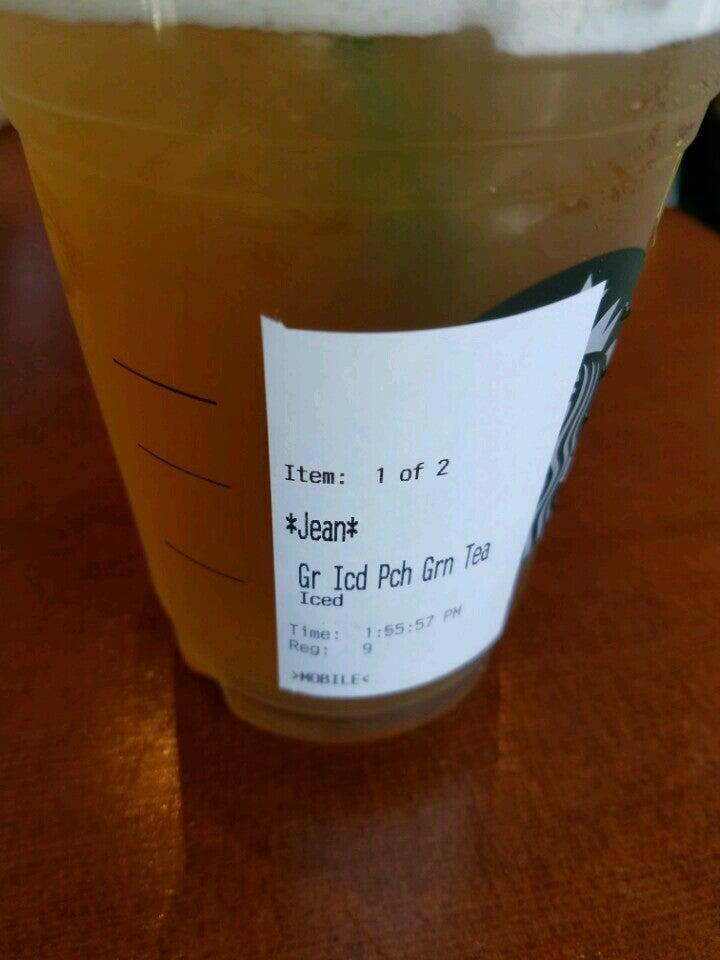 Item: 1 of 2
*Jean*
Gr Icd Pch Grn Tea
Iced
Time: 1:55:57 PM
Reg: 9
>MOBILE<